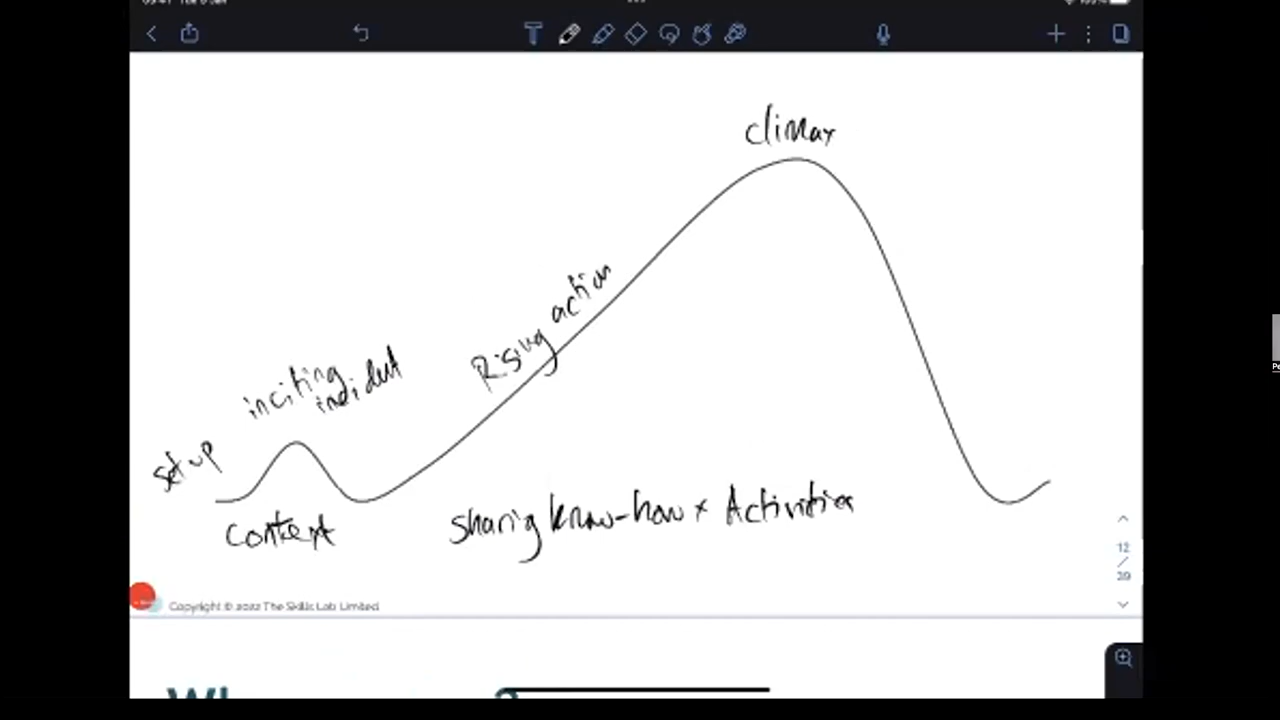 climax
Rising action
inciting
incident
setup
context
sharing know-how + Activities
12
/
39
Copyright © 2022 The Skills Lab Limited